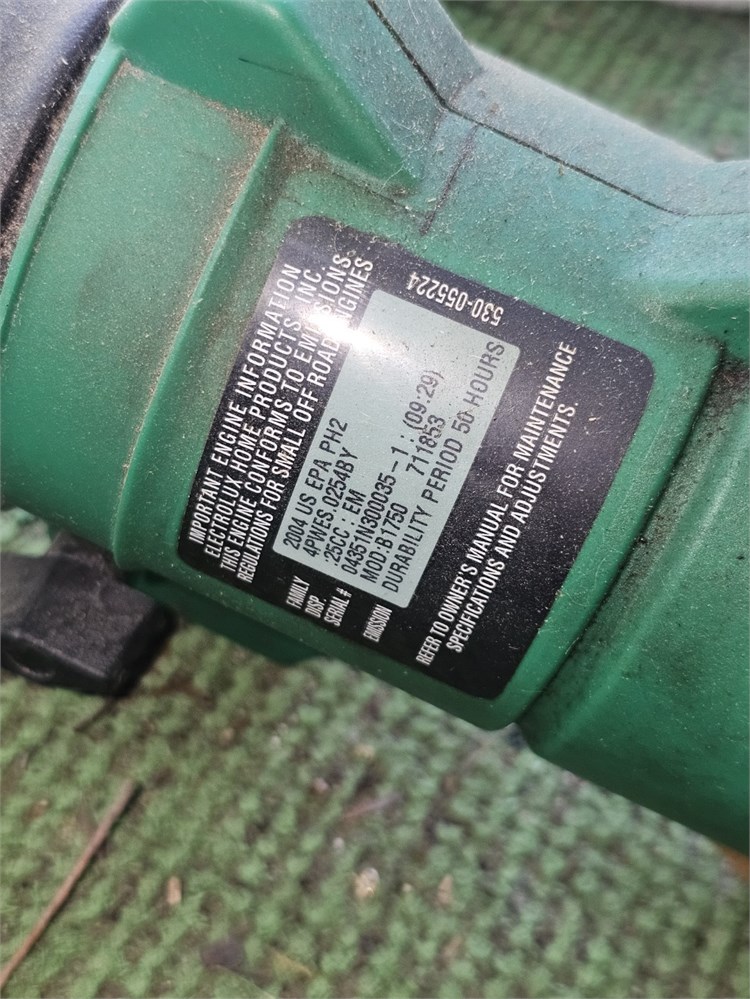 IMPORTANT ENGINE INFORMATION
ELECTROLUX HOME PRODUCTS, INC.
THIS ENGINE CONFORMS TO EMISSIONS.
REGULATIONS FOR SMALL OFF ROAD ENGINES
530-055224
2004 US EPA PH2
FAMILY 4PWES.0254BY
DISP. :25CC : EM
SERIAL # 04351N300035-1 : (09:29)
MOD:B1750 711853
EMISSION DURABILITY PERIOD 50 HOURS
REFER TO OWNER'S MANUAL FOR MAINTENANCE
SPECIFICATIONS AND ADJUSTMENTS.